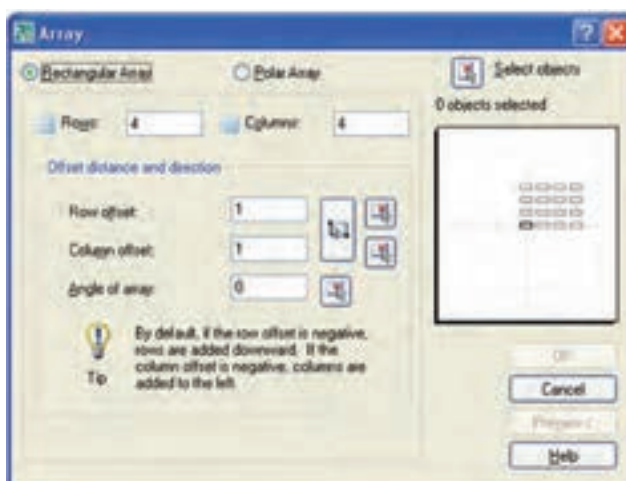 Array
Rectangular Array
Polar Array
Select objects
0 objects selected
Rows: 4
Columns: 4
Offset distance and direction
Row offset: 1
Column offset: 1
Angle of array: 0
By default, if the row offset is negative,
rows are added downward. If the
column offset is negative, columns are
added to the left.
Tip
OK
Cancel
Preview <
Help